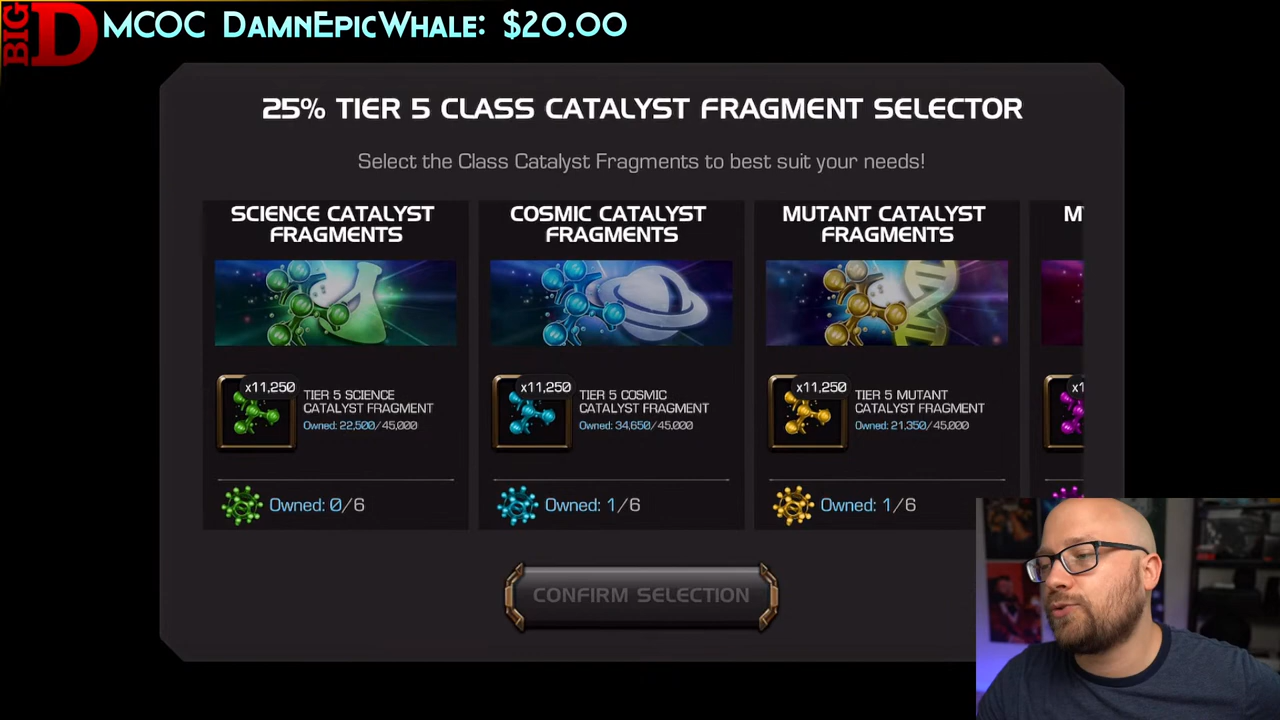 BIG D
MCOC DAMNEPICWHALE: $20.00
25% TIER 5 CLASS CATALYST FRAGMENT SELECTOR
Select the Class Catalyst Fragments to best suit your needs!
SCIENCE CATALYST
FRAGMENTS
x11,250
TIER 5 SCIENCE
CATALYST FRAGMENT
Owned: 22,500/45,000
Owned: 0/6
COSMIC CATALYST
FRAGMENTS
x11,250
TIER 5 COSMIC
CATALYST FRAGMENT
Owned: 34,650/45,000
Owned: 1/6
MUTANT CATALYST
FRAGMENTS
x11,250
TIER 5 MUTANT
CATALYST FRAGMENT
Owned: 21,350/45,000
Owned: 1/6
CONFIRM SELECTION